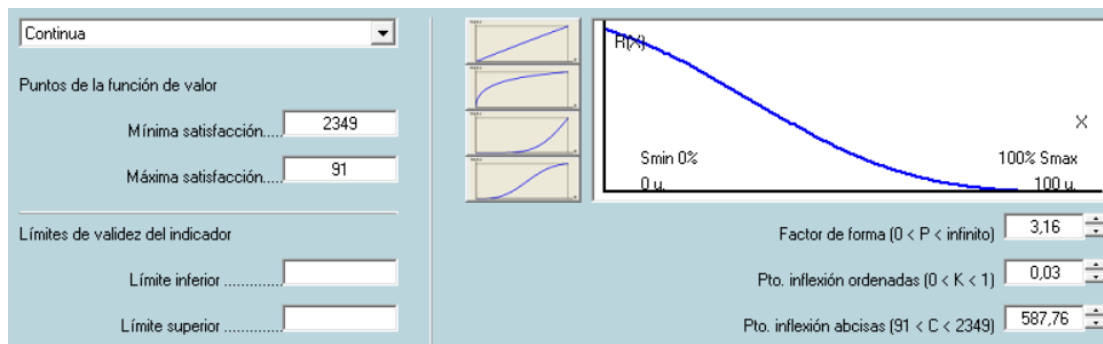 Continua
Puntos de la función de valor
Mínima satisfacción..... 2349
Máxima satisfacción..... 91
Límites de validez del indicador
Límite inferior .............
Límite superior .............
R(X)
X
Smin 0% 100% Smax
0 u. 100 u.
Factor de forma (0 < P < infinito) 3,16
Pto. inflexión ordenadas (0 < K < 1) 0,03
Pto. inflexión abcisas (91 < C < 2349) 587,76